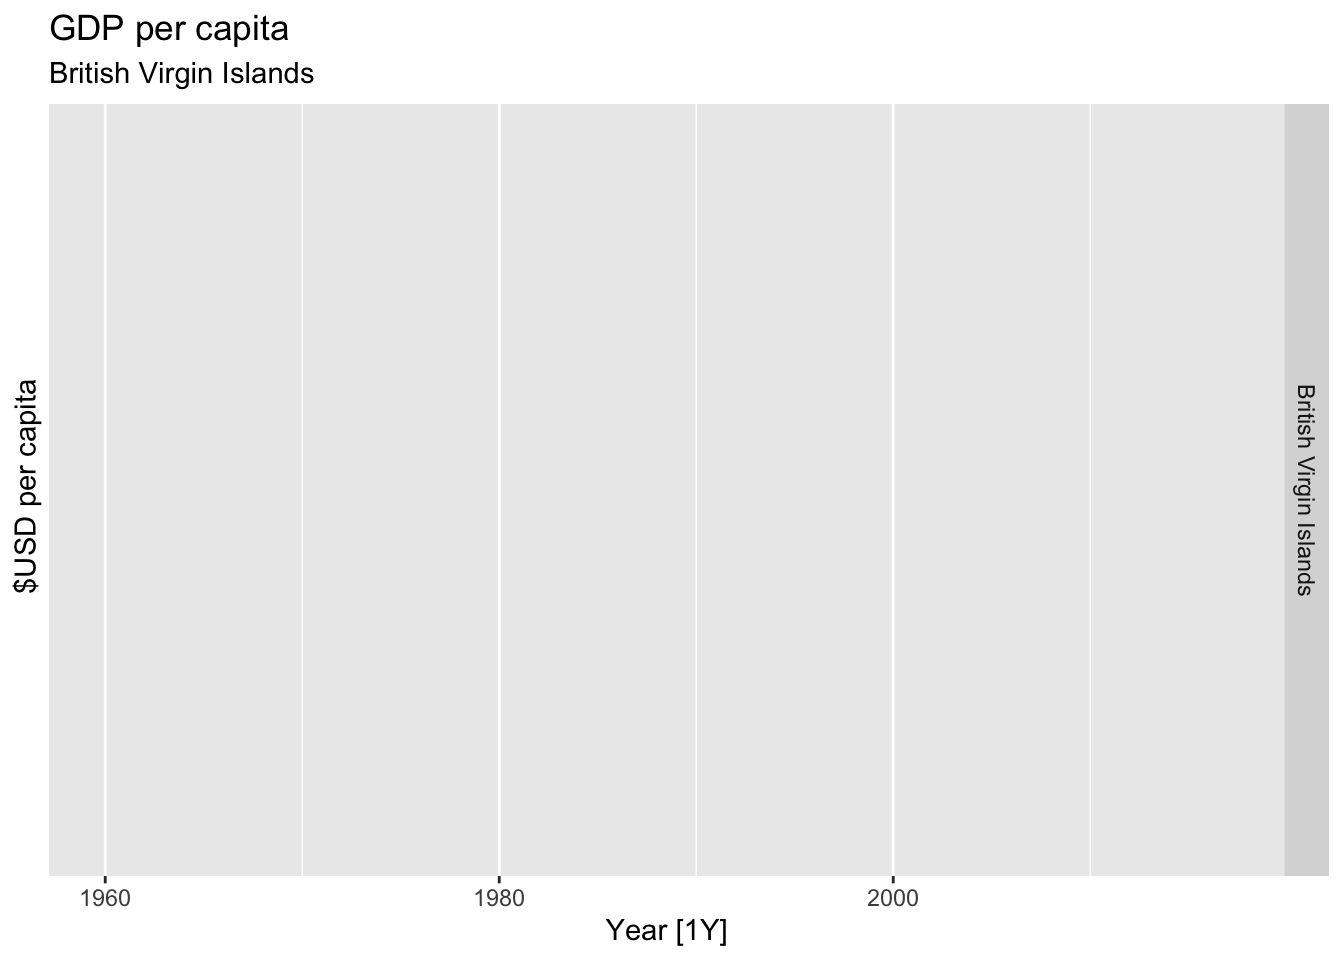 GDP per capita
British Virgin Islands
$USD per capita
British Virgin Islands
1960
1980
2000
Year [1Y]